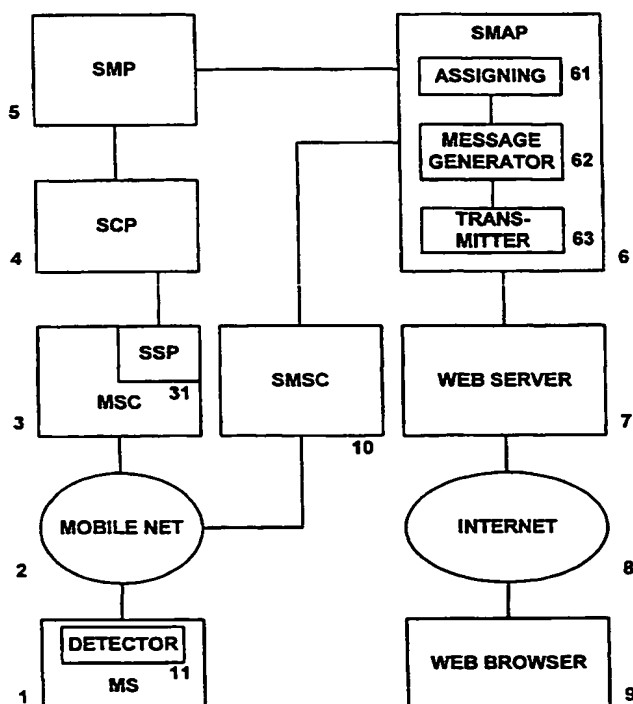 SMP
5
SMAP
ASSIGNING
61
MESSAGE
GENERATOR
62
TRANS-
MITTER
63
6
SCP
4
SSP
31
MSC
3
SMSC
10
WEB SERVER
7
MOBILE NET
2
INTERNET
8
DETECTOR
11
MS
1
WEB BROWSER
9